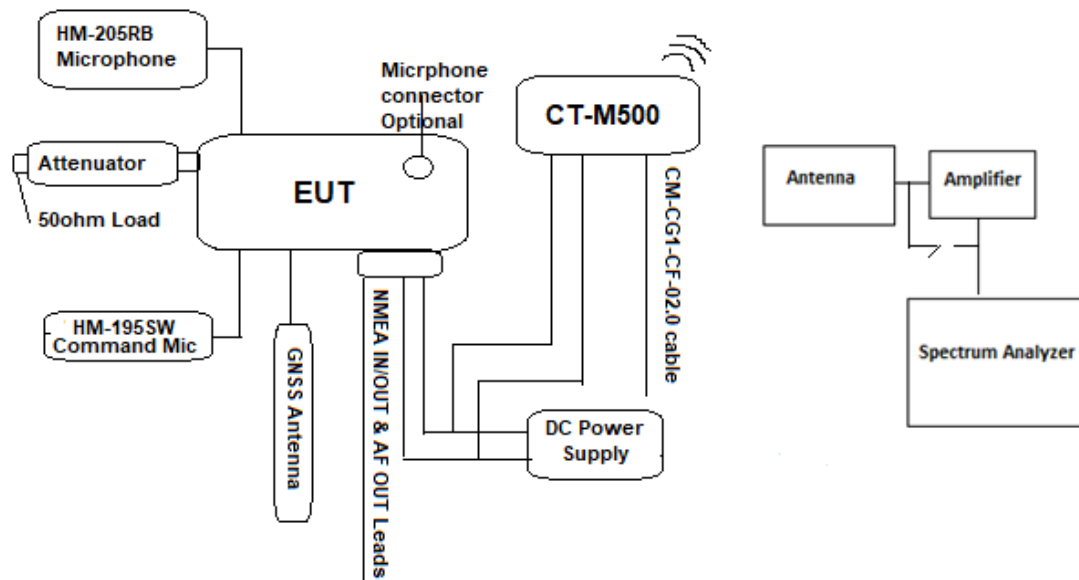 HM-205RB
Microphone
Micrphone
connector
Optional
CT-M500
Attenuator
EUT
50ohm Load
CM-CG1-CF-02.0 cable
Antenna
Amplifier
HM-195SW
Command Mic
GNSS Antenna
NMEA IN/OUT & AF OUT Leads
DC Power
Supply
Spectrum Analyzer